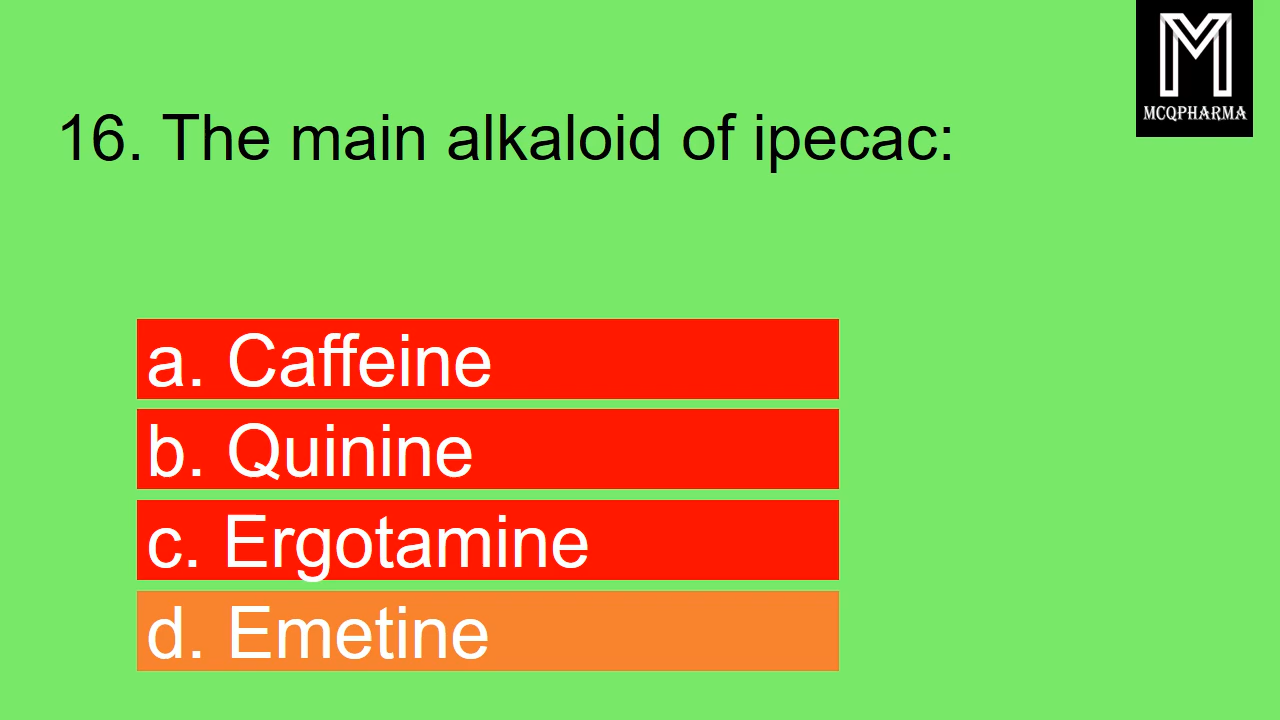 MCQPHARMA
16. The main alkaloid of ipecac:
a. Caffeine
b. Quinine
c. Ergotamine
d. Emetine